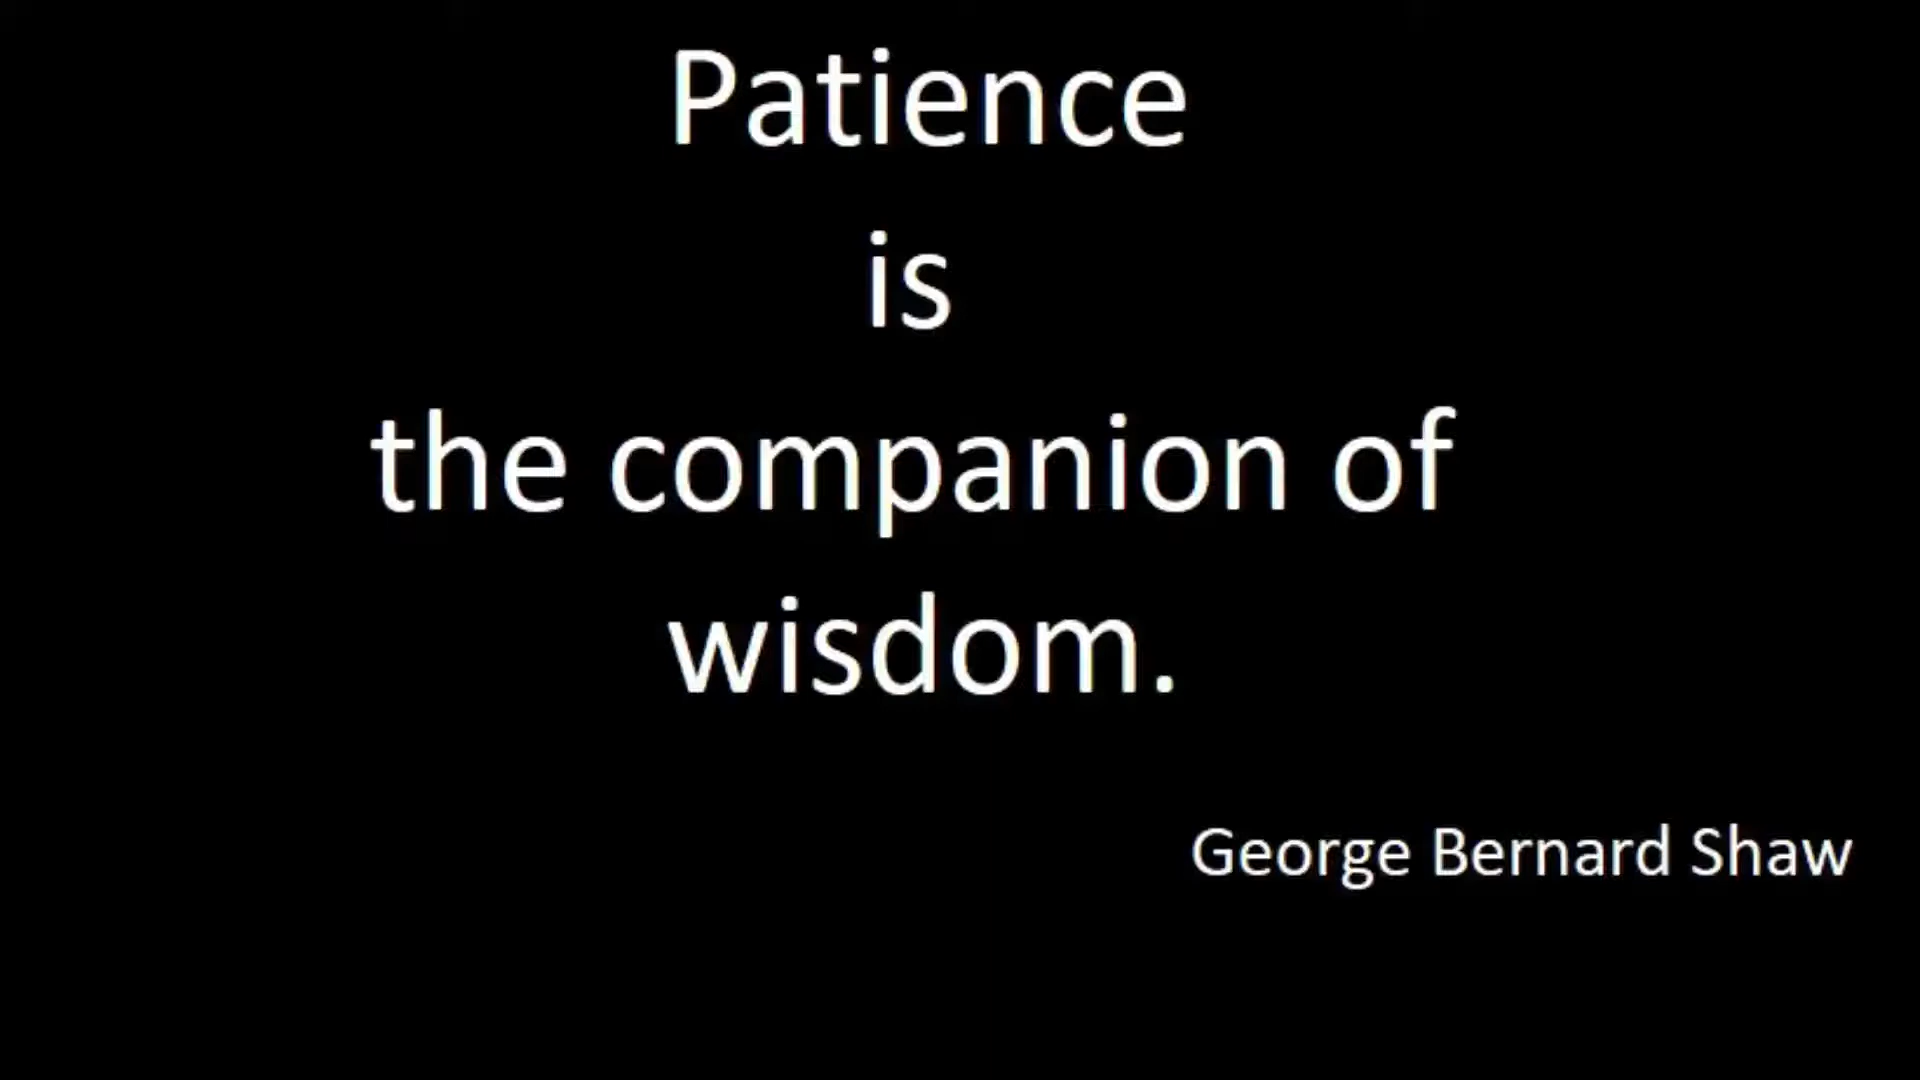 Patience
is
the companion of
wisdom.
George Bernard Shaw